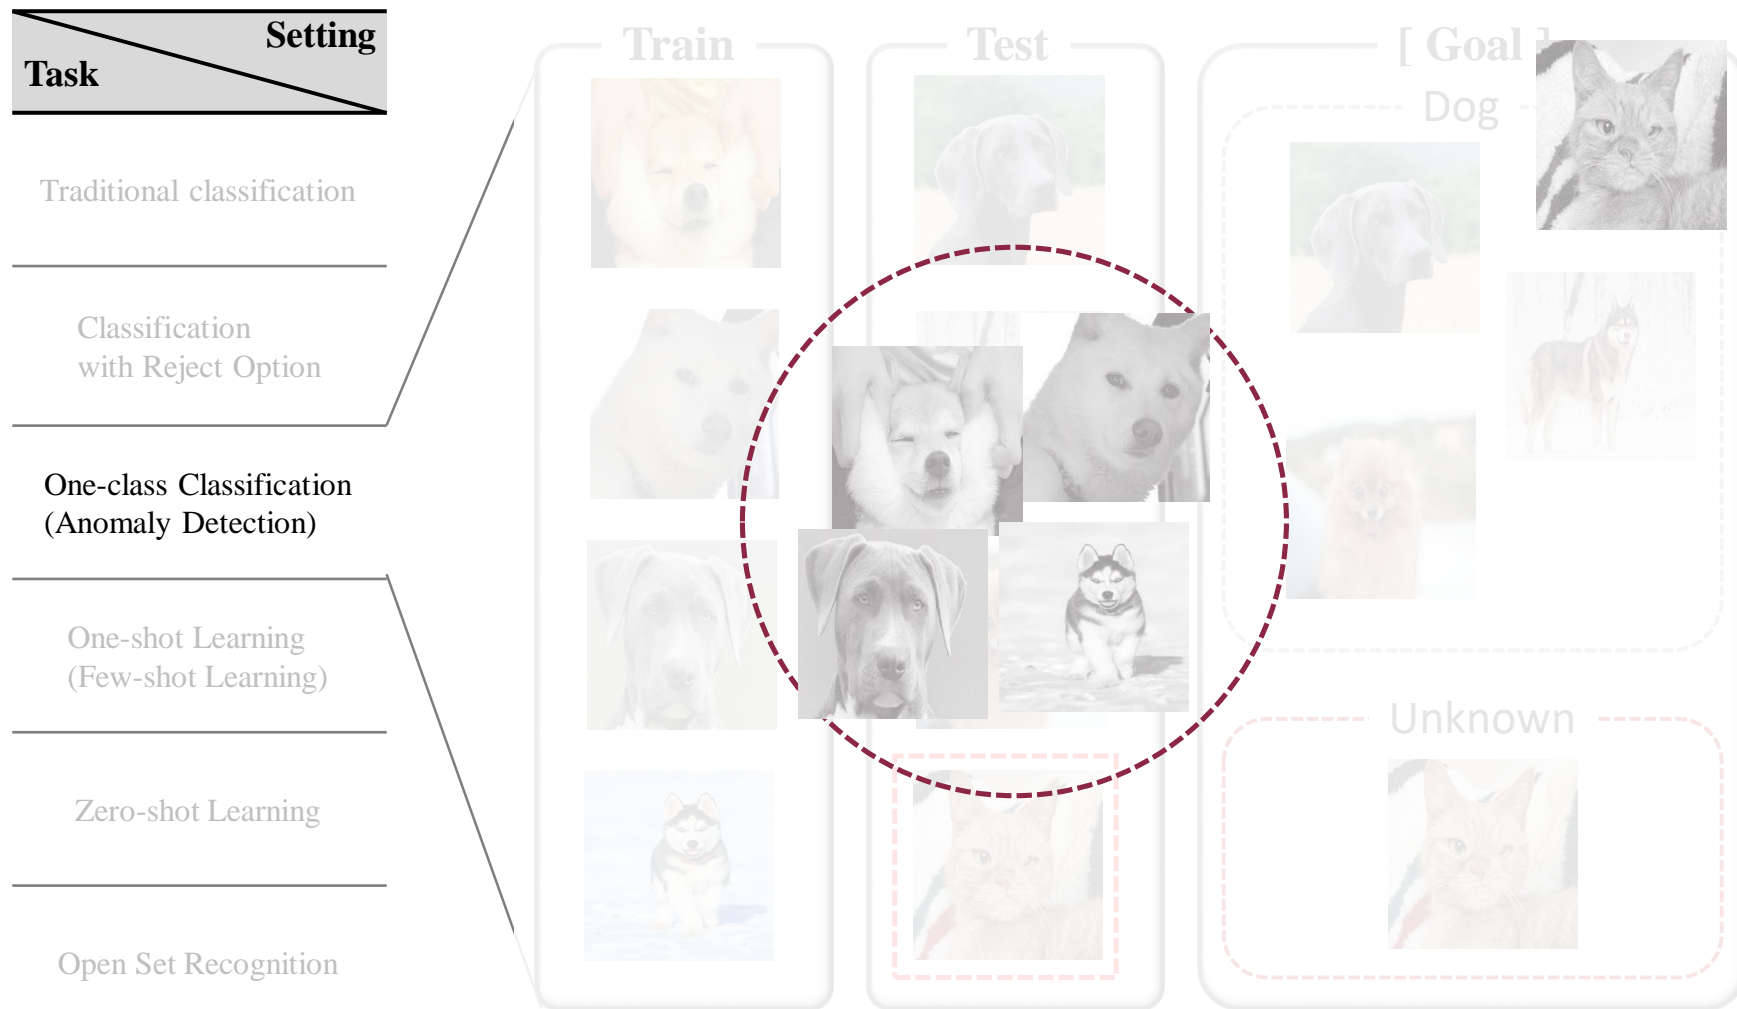 Setting
Task
Traditional classification
Classification
with Reject Option
One-class Classification
(Anomaly Detection)
One-shot Learning
(Few-shot Learning)
Zero-shot Learning
Open Set Recognition
Train
Test
[ Goal ]
Dog
Unknown